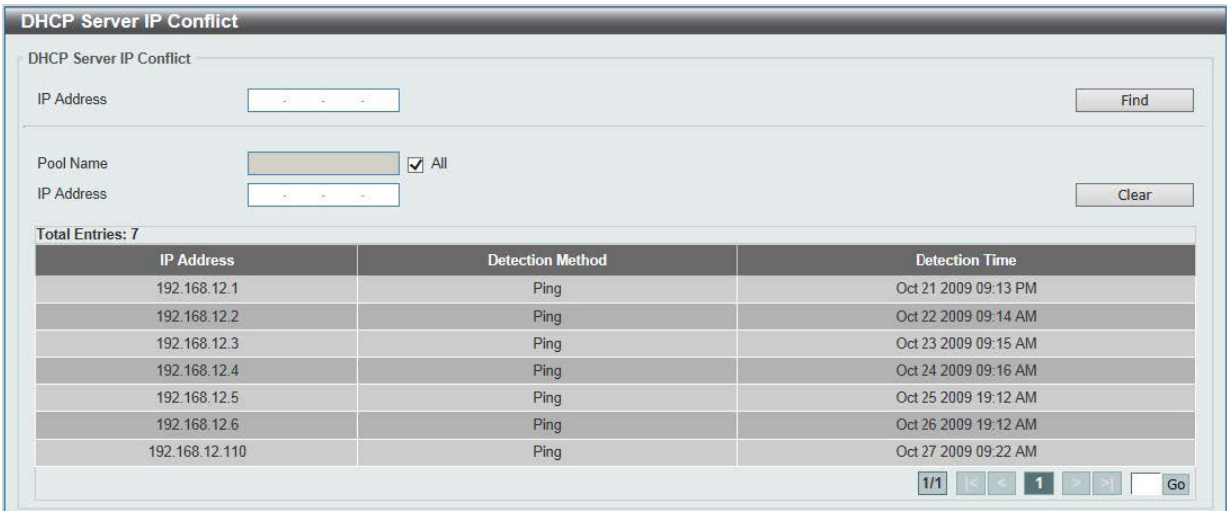 DHCP Server IP Conflict
DHCP Server IP Conflict
IP Address . . . Find
Pool Name All
IP Address . . . Clear
Total Entries: 7
IP Address Detection Method Detection Time
192.168.12.1 Ping Oct 21 2009 09:13 PM
192.168.12.2 Ping Oct 22 2009 09:14 AM
192.168.12.3 Ping Oct 23 2009 09:15 AM
192.168.12.4 Ping Oct 24 2009 09:16 AM
192.168.12.5 Ping Oct 25 2009 19:12 AM
192.168.12.6 Ping Oct 26 2009 19:12 AM
192.168.12.110 Ping Oct 27 2009 09:22 AM
1/1 |< < 1 > >| Go